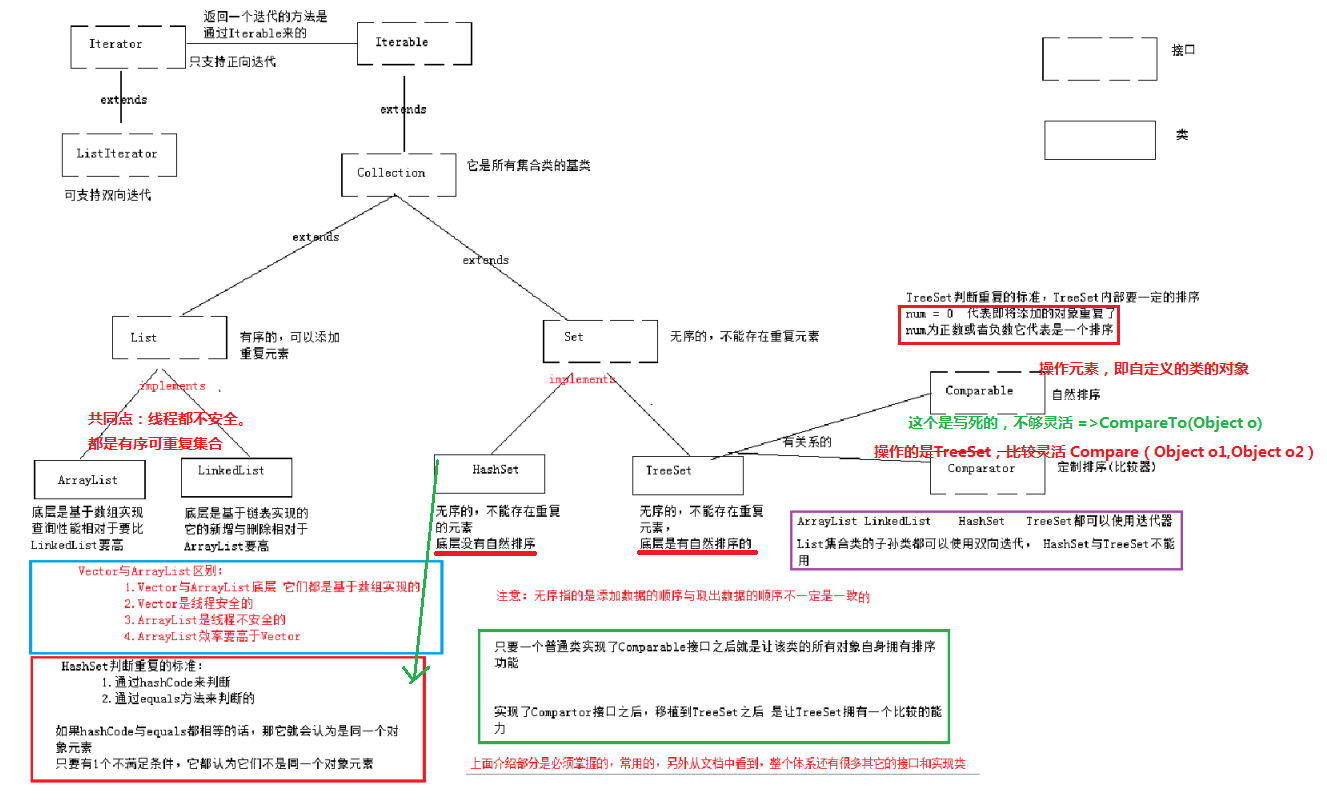 返回一个迭代的方法是
通过Iterable来的
Iterator
Iterable
只支持正向迭代
接口
extends
extends
类
ListIterator
可支持双向迭代
Collection
它是所有集合类的基类
extends
extends
TreeSet判断重复的标准，TreeSet内部要一定的排序
num = 0 代表即将添加的对象重复了
num为正数或者负数它代表是一个排序
List
有序的，可以添加
重复元素
Set
无序的，不能存在重复元素
implements
implements
操作元素，即自定义的类的对象
Comparable
自然排序
共同点：线程都不安全。
都是有序可重复集合
这个是写死的，不够灵活 =>CompareTo(Object o)
有关系的
操作的是TreeSet，比较灵活 Compare（Object o1,Object o2）
Comparator
定制排序(比较器)
ArrayList
LinkedList
HashSet
TreeSet
底层是基于数组实现
查询性能相对于要比
LinkedList要高
底层是基于链表实现的
它的新增与删除相对于
ArrayList要高
无序的，不能存在重复
的元素
底层没有自然排序
无序的，不能存在重复
元素，
底层是有自然排序的
ArrayList LinkedList HashSet TreeSet都可以使用迭代器
List集合类的子孙类都可以使用双向迭代， HashSet与TreeSet不能
用
Vector与ArrayList区别：
1.Vector与ArrayList底层 它们都是基于数组实现的
2.Vector是线程安全的
3.ArrayList是线程不安全的
4.ArrayList效率要高于Vector
注意：无序指的是添加数据的顺序与取出数据的顺序不一定是一致的
HashSet判断重复的标准：
1.通过hashCode来判断
2.通过equals方法来判断的
如果hashCode与equals都相等的话，那它就会认为是同一个对
象元素
只要有1个不满足条件，它都认为它们不是同一个对象元素
只要一个普通类实现了Comparable接口之后就是让该类的所有对象自身拥有排序
功能
实现了Compartor接口之后，移植到TreeSet之后 是让TreeSet拥有一个比较的能
力
上面介绍部分是必须掌握的，常用的，另外从文档中看到，整个体系还有很多其它的接口和实现类